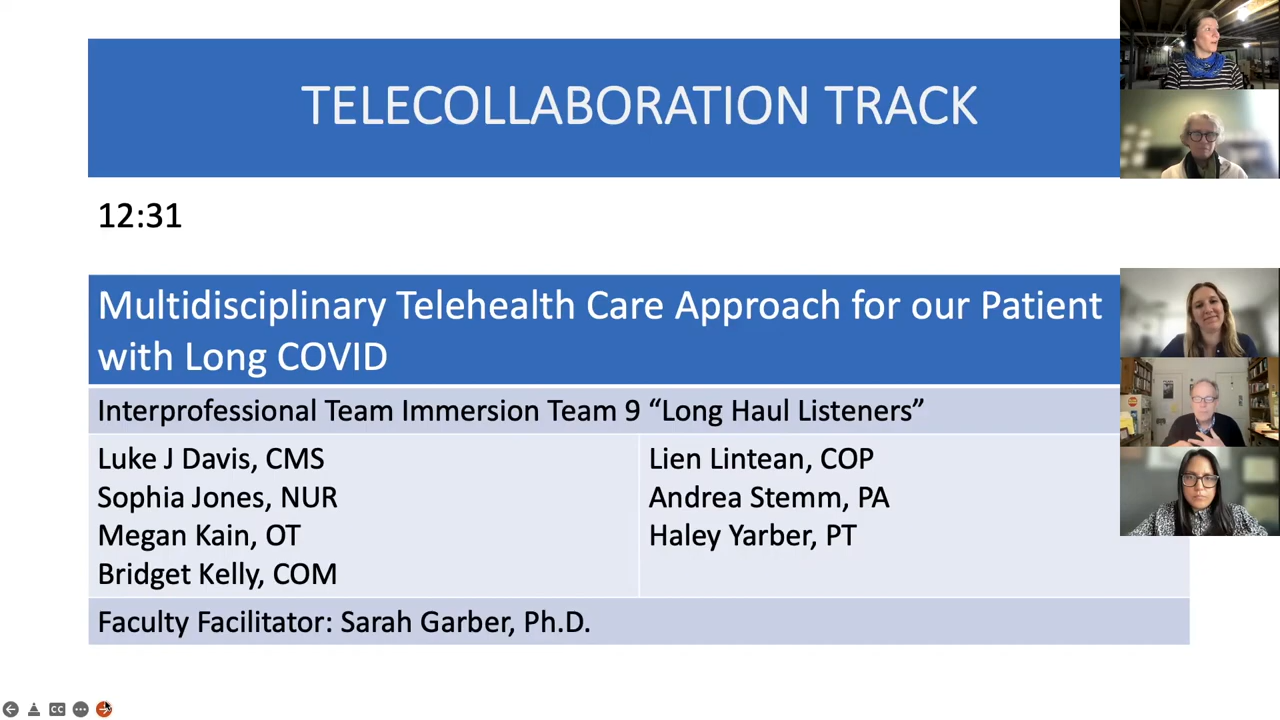 TELECOLLABORATION TRACK
12:31
Multidisciplinary Telehealth Care Approach for our Patient
with Long COVID
Interprofessional Team Immersion Team 9 “Long Haul Listeners”
Luke J Davis, CMS
Sophia Jones, NUR
Megan Kain, OT
Bridget Kelly, COM
Lien Lintean, COP
Andrea Stemm, PA
Haley Yarber, PT
Faculty Facilitator: Sarah Garber, Ph.D.
CC